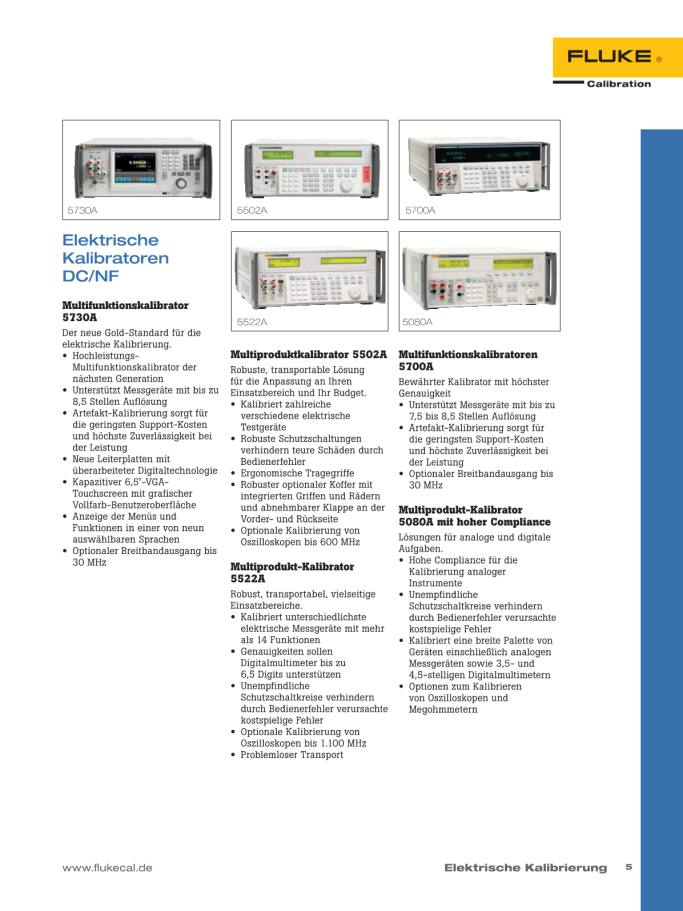 FLUKE ®
Calibration
5730A
5502A
5700A
Elektrische
Kalibratoren
DC/NF
5522A
5080A
Multifunktionskalibrator
5730A
Der neue Gold-Standard für die
elektrische Kalibrierung.
• Hochleistungs-
Multifunktionskalibrator der
nächsten Generation
• Unterstützt Messgeräte mit bis zu
8,5 Stellen Auflösung
• Artefakt-Kalibrierung sorgt für
die geringsten Support-Kosten
und höchste Zuverlässigkeit bei
der Leistung
• Neue Leiterplatten mit
überarbeiteter Digitaltechnologie
• Kapazitiver 6,5"-VGA-
Touchscreen mit grafischer
Vollfarb-Benutzeroberfläche
• Anzeige der Menüs und
Funktionen in einer von neun
auswählbaren Sprachen
• Optionaler Breitbandausgang bis
30 MHz
Multiproduktkalibrator 5502A
Robuste, transportable Lösung
für die Anpassung an Ihren
Einsatzbereich und Ihr Budget.
• Kalibriert zahlreiche
verschiedene elektrische
Testgeräte
• Robuste Schutzschaltungen
verhindern teure Schäden durch
Bedienerfehler
• Ergonomische Tragegriffe
• Robuster optionaler Koffer mit
integrierten Griffen und Rädern
und abnehmbarer Klappe an der
Vorder- und Rückseite
• Optionale Kalibrierung von
Oszilloskopen bis 600 MHz
Multiprodukt-Kalibrator
5522A
Robust, transportabel, vielseitige
Einsatzbereiche.
• Kalibriert unterschiedlichste
elektrische Messgeräte mit mehr
als 14 Funktionen
• Genauigkeiten sollen
Digitalmultimeter bis zu
6,5 Digits unterstützen
• Unempfindliche
Schutzschaltkreise verhindern
durch Bedienerfehler verursachte
kostspielige Fehler
• Optionale Kalibrierung von
Oszilloskopen bis 1.100 MHz
• Problemloser Transport
Multifunktionskalibratoren
5700A
Bewährter Kalibrator mit höchster
Genauigkeit
• Unterstützt Messgeräte mit bis zu
7,5 bis 8,5 Stellen Auflösung
• Artefakt-Kalibrierung sorgt für
die geringsten Support-Kosten
und höchste Zuverlässigkeit bei
der Leistung
• Optionaler Breitbandausgang bis
30 MHz
Multiprodukt-Kalibrator
5080A mit hoher Compliance
Lösungen für analoge und digitale
Aufgaben.
• Hohe Compliance für die
Kalibrierung analoger
Instrumente
• Unempfindliche
Schutzschaltkreise verhindern
durch Bedienerfehler verursachte
kostspielige Fehler
• Kalibriert eine breite Palette von
Geräten einschließlich analogen
Messgeräten sowie 3,5- und
4,5-stelligen Digitalmultimetern
• Optionen zum Kalibrieren
von Oszilloskopen und
Megohmmetern
www.flukecal.de
Elektrische Kalibrierung 5